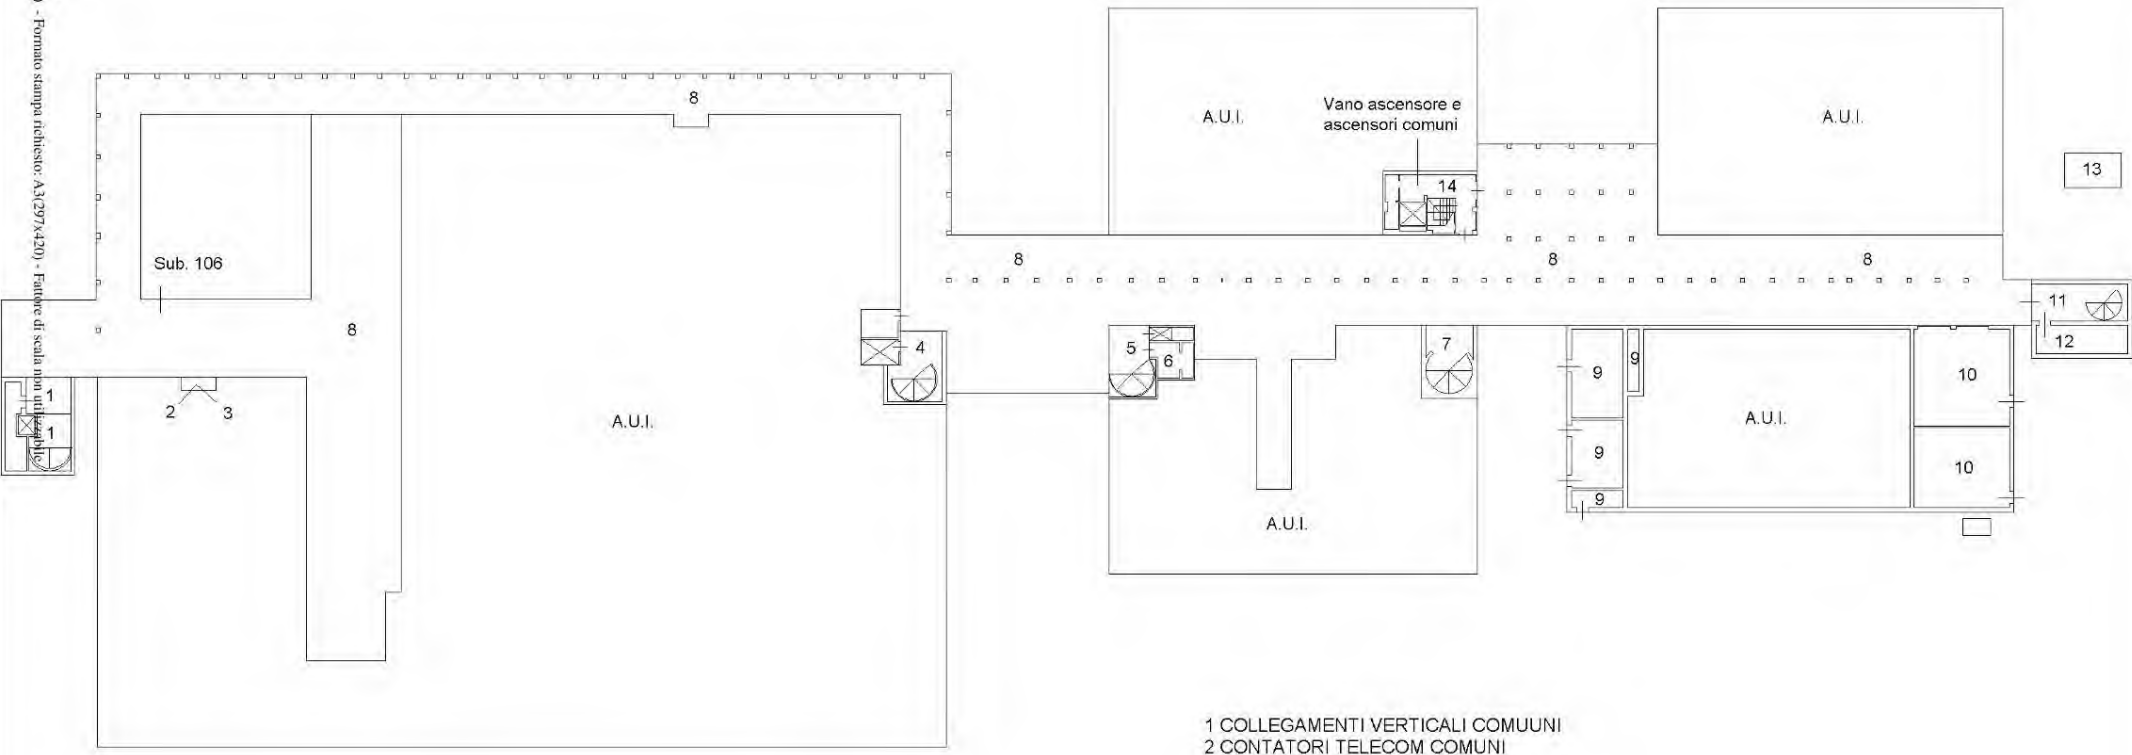 ) - Formato stampa richiesto: A3(297x420) - Fattore di scala non utilizzabile
8
A.U.I.
Vano ascensore e
ascensori comuni
14
A.U.I.
13
Sub. 106
8
8
8
8
11
12
4
5
6
7
9
9
10
1
1
2
3
A.U.I.
A.U.I.
9
10
9
A.U.I.
1 COLLEGAMENTI VERTICALI COMUUNI
2 CONTATORI TELECOM COMUNI